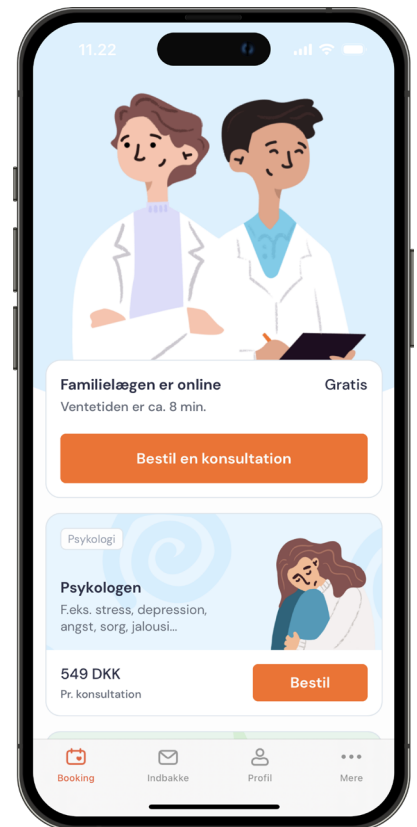 11.22
Familielægen er online
Gratis
Ventetiden er ca. 8 min.
Bestil en konsultation
Psykologi
Psykologen
F.eks. stress, depression,
angst, sorg, jalousi...
549 DKK
Pr. konsultation
Bestil
Booking
Indbakke
Profil
Mere